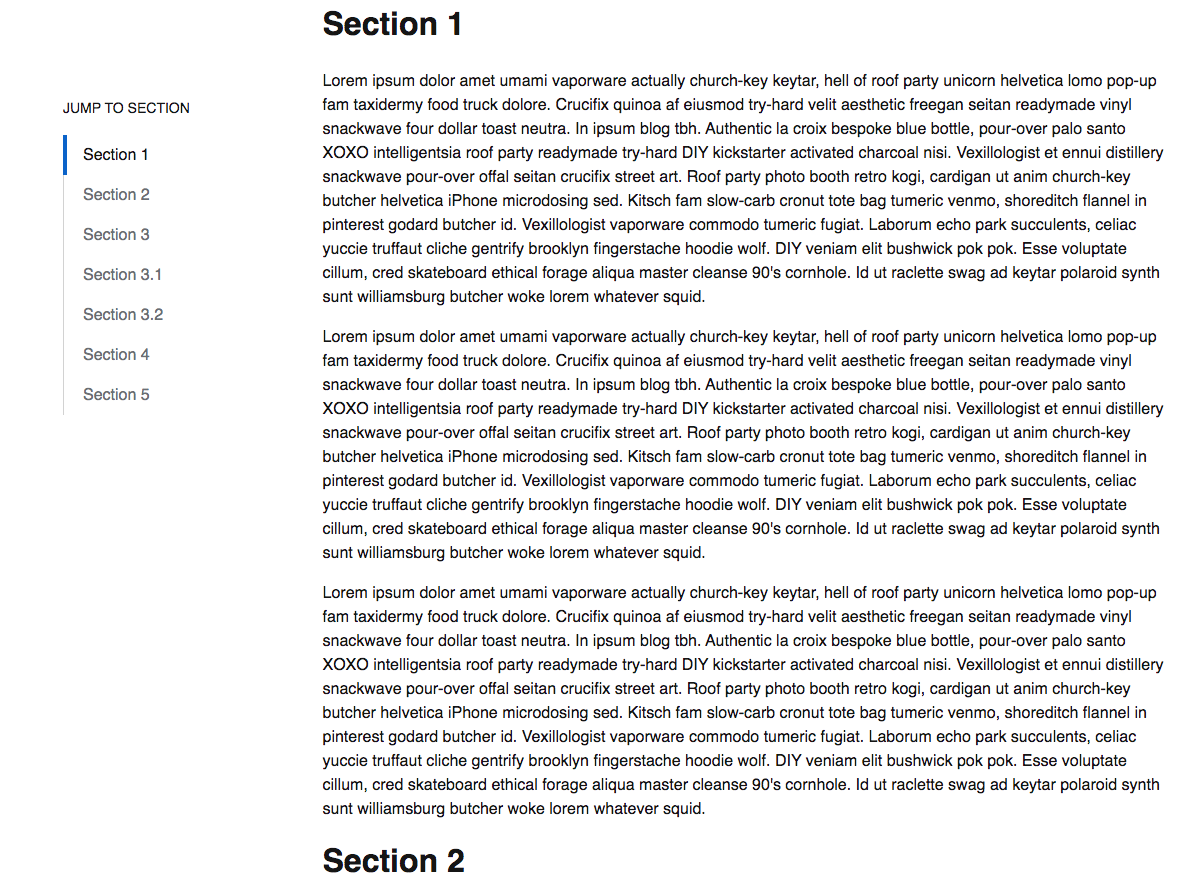 JUMP TO SECTION
Section 1
Section 2
Section 3
Section 3.1
Section 3.2
Section 4
Section 5
Section 1
Lorem ipsum dolor amet umami vaporware actually church-key keytar, hell of roof party unicorn helvetica lomo pop-up
fam taxidermy food truck dolore. Crucifix quinoa af eiusmod try-hard velit aesthetic freegan seitan readymade vinyl
snackwave four dollar toast neutra. In ipsum blog tbh. Authentic la croix bespoke blue bottle, pour-over palo santo
XOXO intelligentsia roof party readymade try-hard DIY kickstarter activated charcoal nisi. Vexillologist et ennui distillery
snackwave pour-over offal seitan crucifix street art. Roof party photo booth retro kogi, cardigan ut anim church-key
butcher helvetica iPhone microdosing sed. Kitsch fam slow-carb cronut tote bag tumeric venmo, shoreditch flannel in
pinterest godard butcher id. Vexillologist vaporware commodo tumeric fugiat. Laborum echo park succulents, celiac
yuccie truffaut cliche gentrify brooklyn fingerstache hoodie wolf. DIY veniam elit bushwick pok pok. Esse voluptate
cillum, cred skateboard ethical forage aliqua master cleanse 90's cornhole. Id ut raclette swag ad keytar polaroid synth
sunt williamsburg butcher woke lorem whatever squid.
Lorem ipsum dolor amet umami vaporware actually church-key keytar, hell of roof party unicorn helvetica lomo pop-up
fam taxidermy food truck dolore. Crucifix quinoa af eiusmod try-hard velit aesthetic freegan seitan readymade vinyl
snackwave four dollar toast neutra. In ipsum blog tbh. Authentic la croix bespoke blue bottle, pour-over palo santo
XOXO intelligentsia roof party readymade try-hard DIY kickstarter activated charcoal nisi. Vexillologist et ennui distillery
snackwave pour-over offal seitan crucifix street art. Roof party photo booth retro kogi, cardigan ut anim church-key
butcher helvetica iPhone microdosing sed. Kitsch fam slow-carb cronut tote bag tumeric venmo, shoreditch flannel in
pinterest godard butcher id. Vexillologist vaporware commodo tumeric fugiat. Laborum echo park succulents, celiac
yuccie truffaut cliche gentrify brooklyn fingerstache hoodie wolf. DIY veniam elit bushwick pok pok. Esse voluptate
cillum, cred skateboard ethical forage aliqua master cleanse 90's cornhole. Id ut raclette swag ad keytar polaroid synth
sunt williamsburg butcher woke lorem whatever squid.
Lorem ipsum dolor amet umami vaporware actually church-key keytar, hell of roof party unicorn helvetica lomo pop-up
fam taxidermy food truck dolore. Crucifix quinoa af eiusmod try-hard velit aesthetic freegan seitan readymade vinyl
snackwave four dollar toast neutra. In ipsum blog tbh. Authentic la croix bespoke blue bottle, pour-over palo santo
XOXO intelligentsia roof party readymade try-hard DIY kickstarter activated charcoal nisi. Vexillologist et ennui distillery
snackwave pour-over offal seitan crucifix street art. Roof party photo booth retro kogi, cardigan ut anim church-key
butcher helvetica iPhone microdosing sed. Kitsch fam slow-carb cronut tote bag tumeric venmo, shoreditch flannel in
pinterest godard butcher id. Vexillologist vaporware commodo tumeric fugiat. Laborum echo park succulents, celiac
yuccie truffaut cliche gentrify brooklyn fingerstache hoodie wolf. DIY veniam elit bushwick pok pok. Esse voluptate
cillum, cred skateboard ethical forage aliqua master cleanse 90's cornhole. Id ut raclette swag ad keytar polaroid synth
sunt williamsburg butcher woke lorem whatever squid.
Section 2